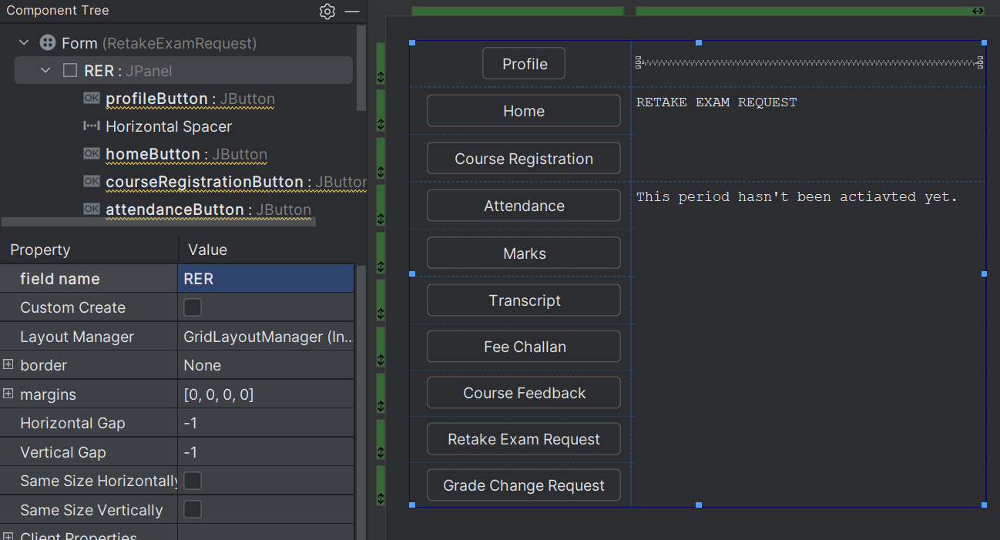 Component Tree
Form (RetakeExamRequest)
RER : JPanel
OK profileButton : JButton
Horizontal Spacer
OK homeButton : JButton
OK courseRegistrationButton : JButton
OK attendanceButton : JButton
Property Value
field name RER
Custom Create
Layout Manager GridLayoutManager (In...
border None
margins [0, 0, 0, 0]
Horizontal Gap -1
Vertical Gap -1
Same Size Horizontally
Same Size Vertically
Client Properties
Profile
Home
RETAKE EXAM REQUEST
Course Registration
Attendance
This period hasn't been actiavted yet.
Marks
Transcript
Fee Challan
Course Feedback
Retake Exam Request
Grade Change Request